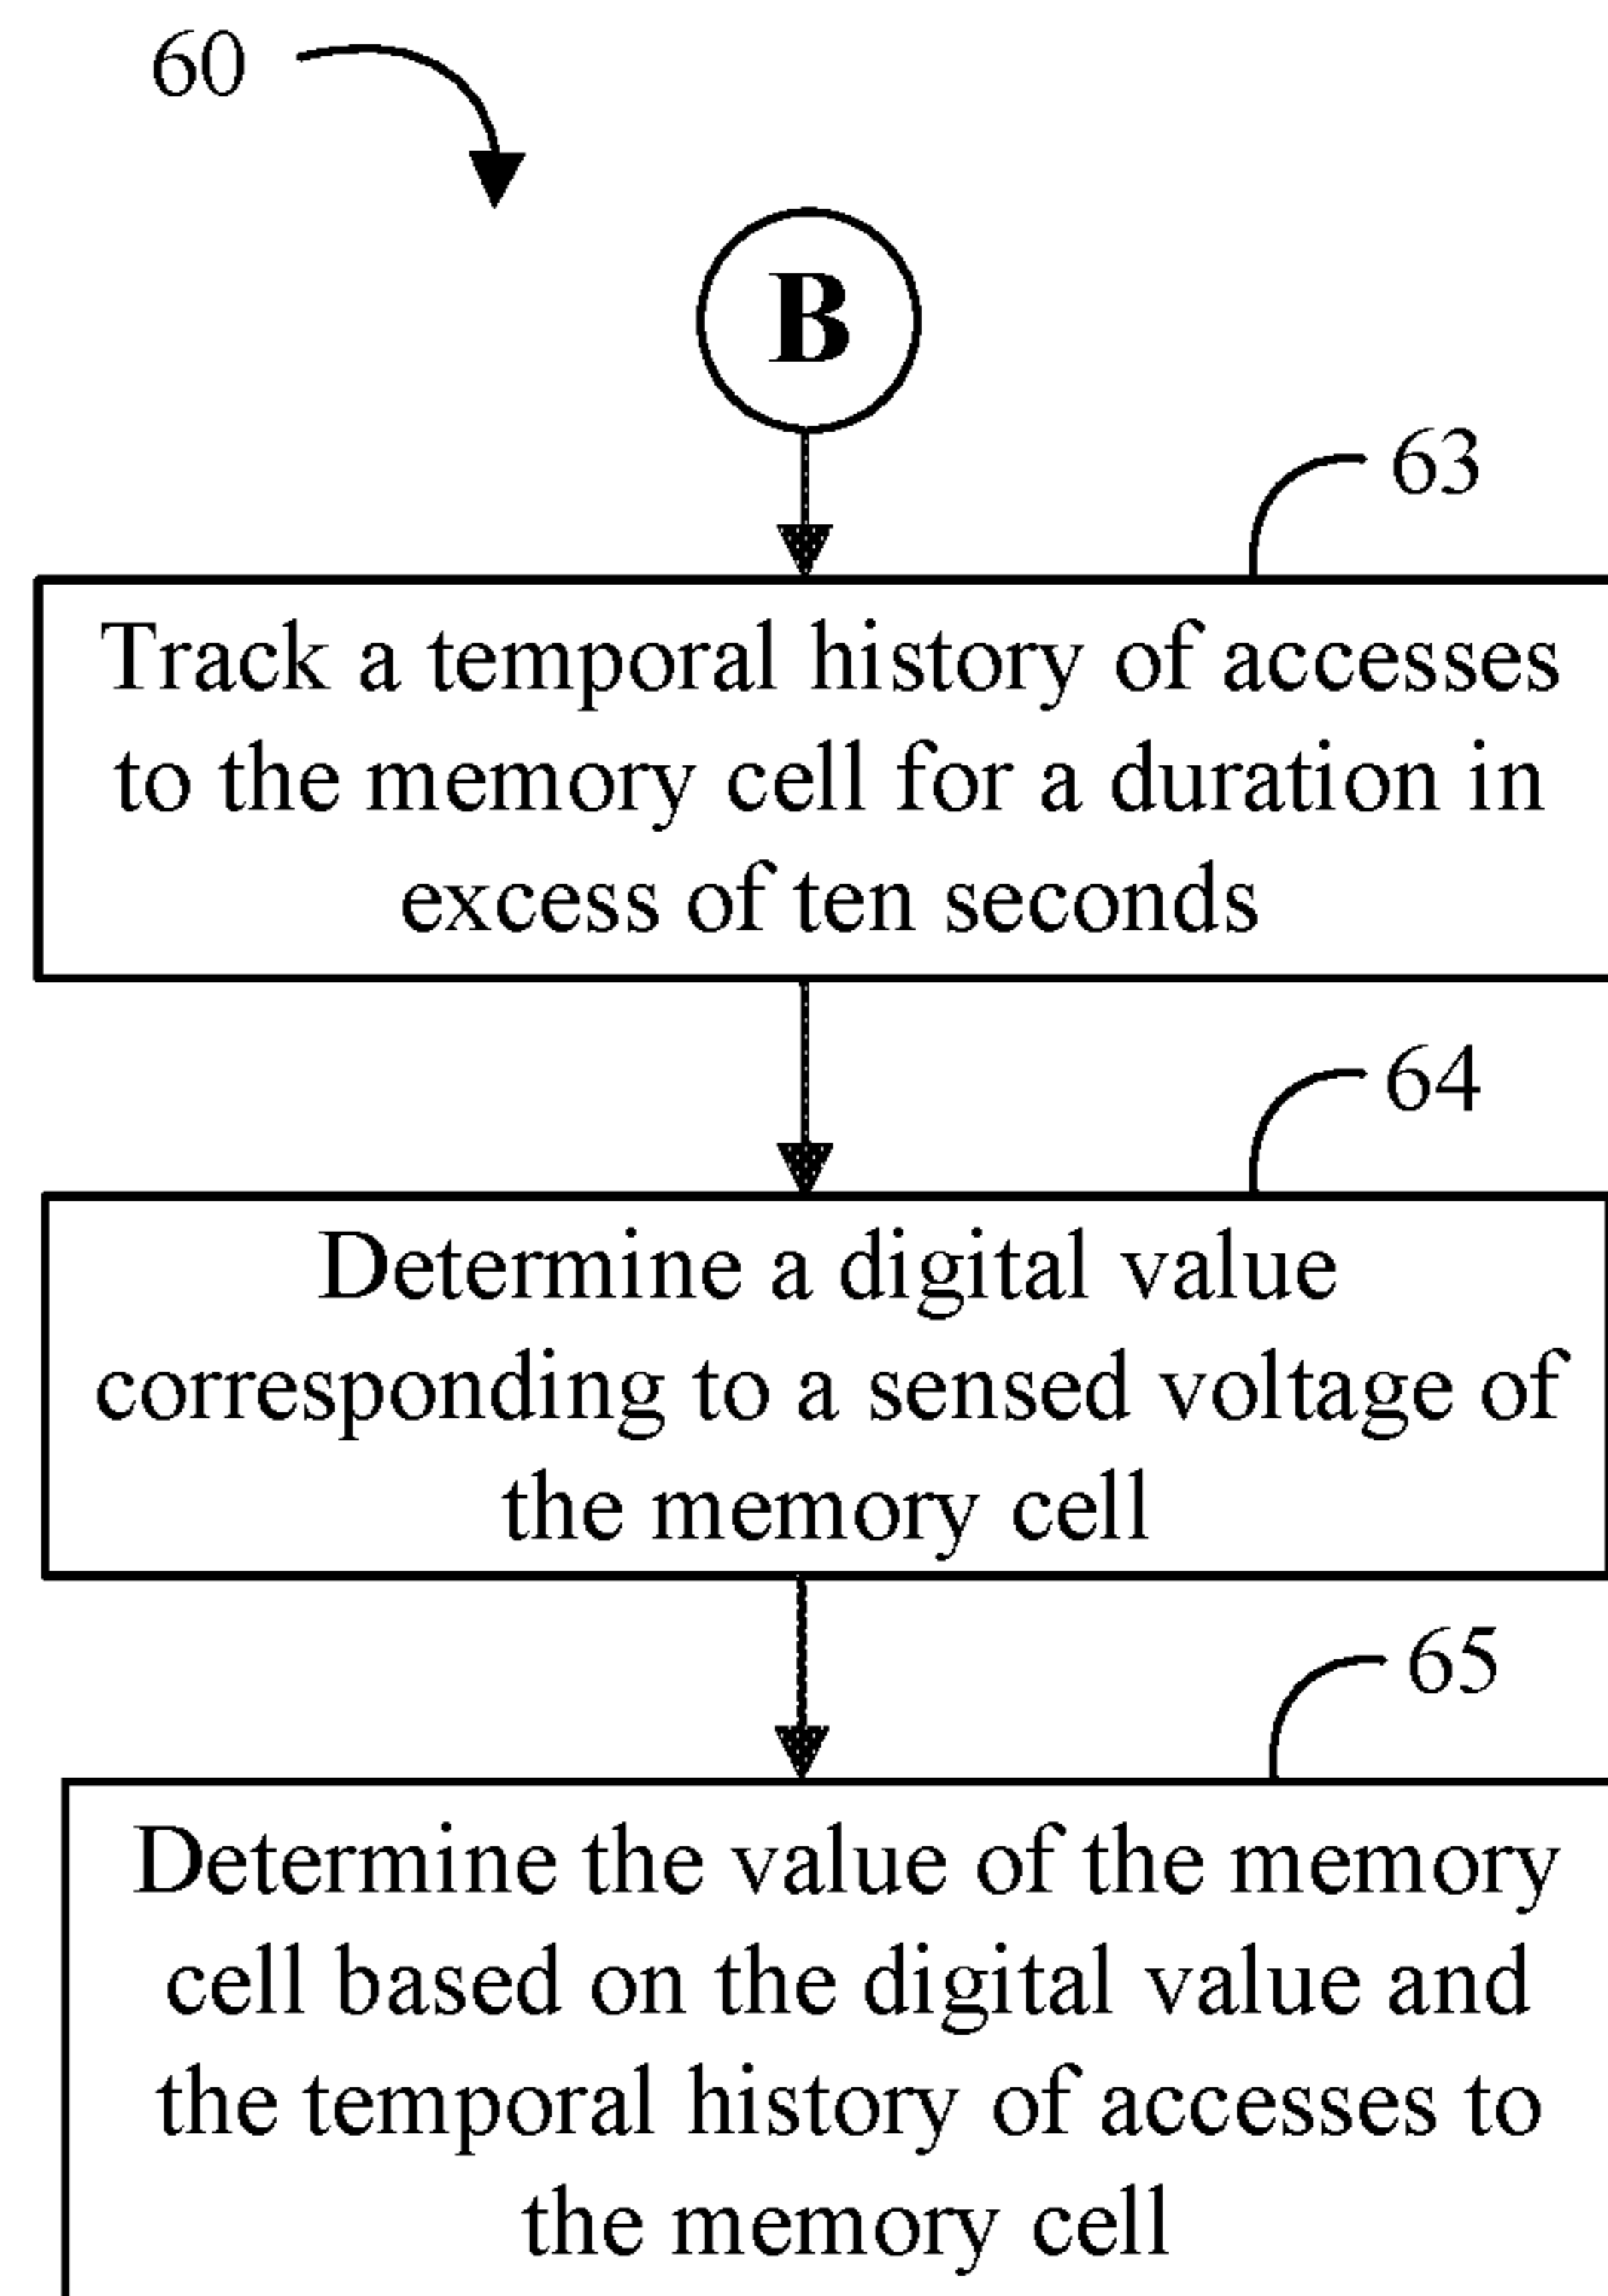 60
B
63
Track a temporal history of accesses
to the memory cell for a duration in
excess of ten seconds
64
Determine a digital value
corresponding to a sensed voltage of
the memory cell
65
Determine the value of the memory
cell based on the digital value and
the temporal history of accesses to
the memory cell